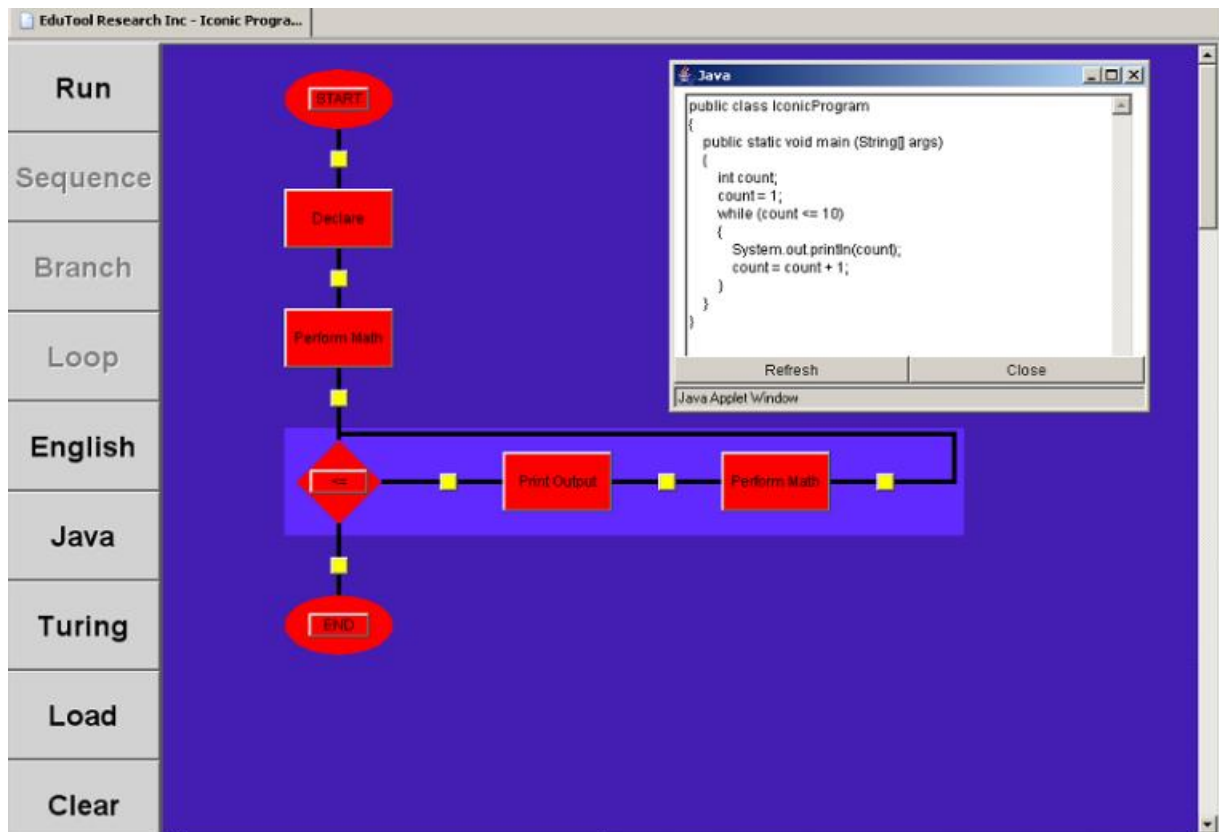 EduTool Research Inc - Iconic Progra...
Run
Sequence
Branch
Loop
English
Java
Turing
Load
Clear
START
Declare
Perform Math
<=
Print Output
Perform Math
END
Java
public class IconicProgram
{
public static void main (String[] args)
{
int count;
count = 1;
while (count <= 10)
{
System.out.println(count);
count = count + 1;
}
}
}
Refresh
Close
Java Applet Window